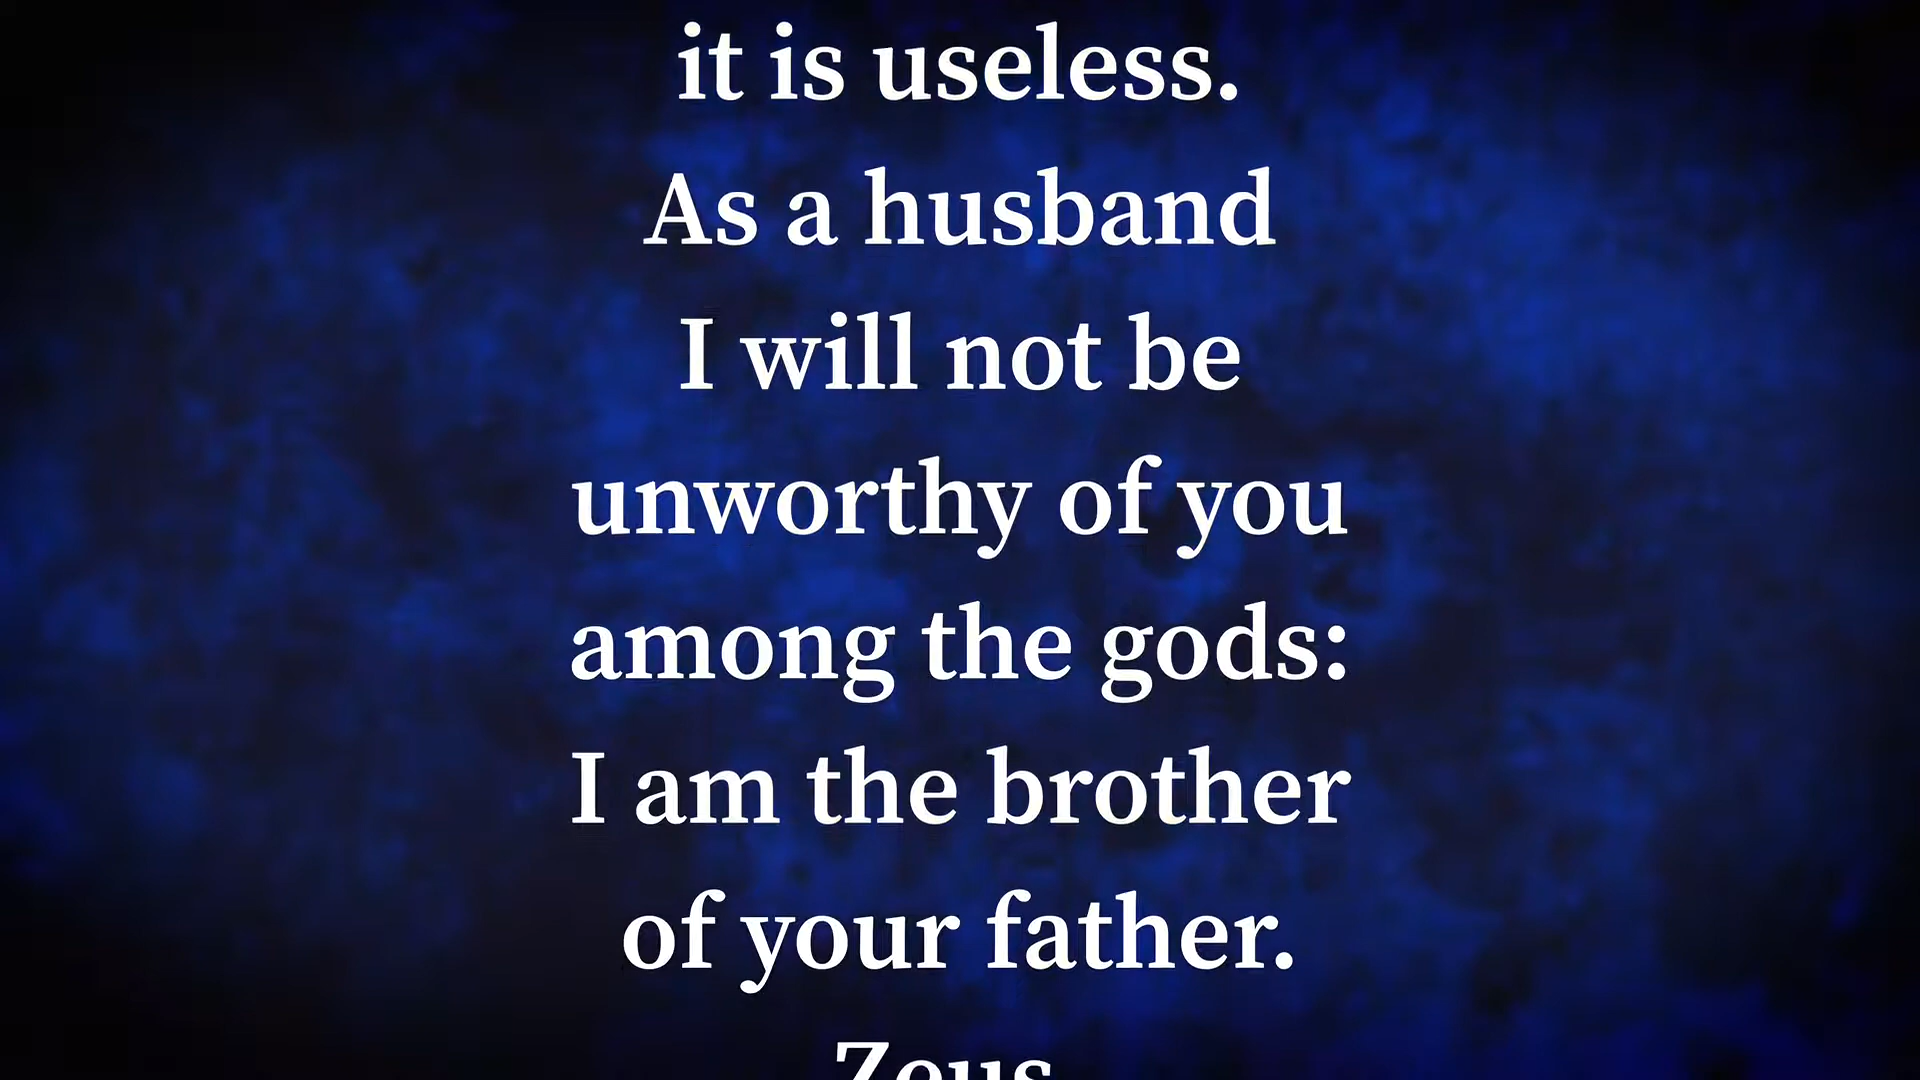 it is useless.
As a husband
I will not be
unworthy of you
among the gods:
I am the brother
of your father.
Zeus